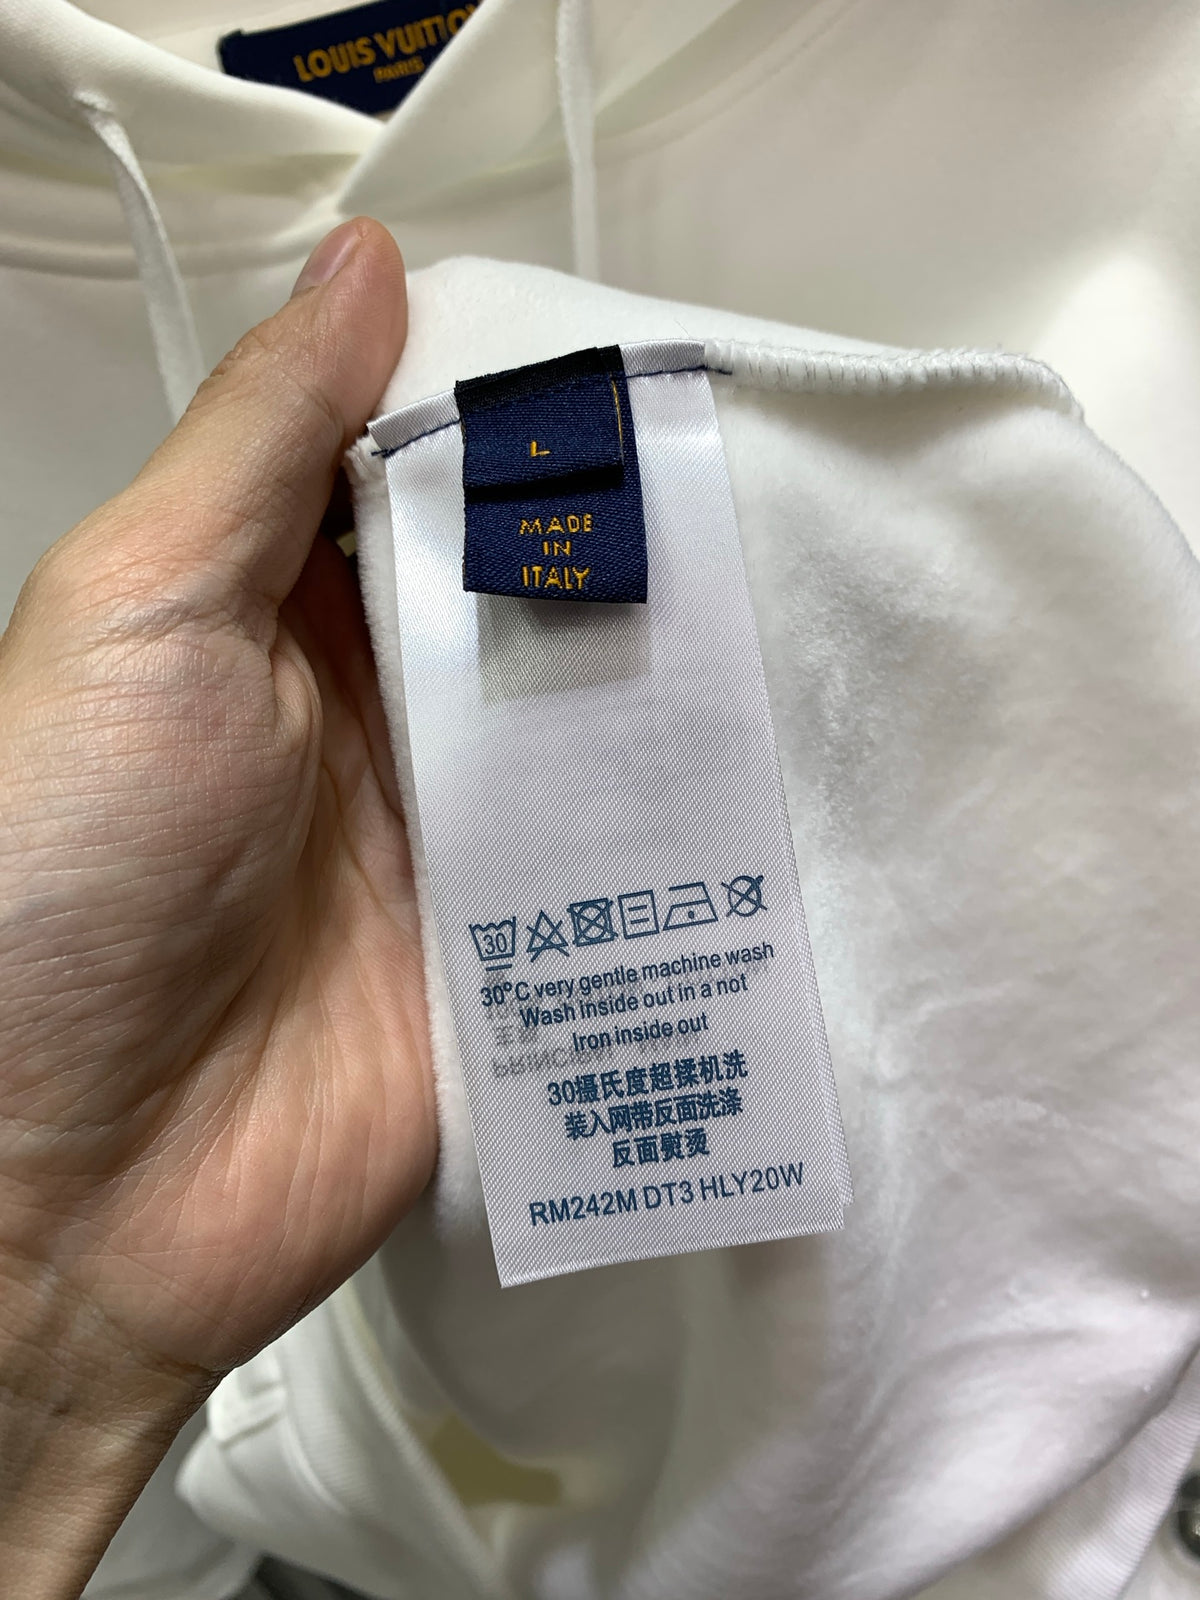 LOUIS VUITTON
PARIS
L
MADE
IN
ITALY
30
30°C very gentle machine wash
Wash inside out in a not
Iron inside out
30摄氏度超揉机洗
装入网带反面洗涤
反面熨烫
RM242M DT3 HLY20W